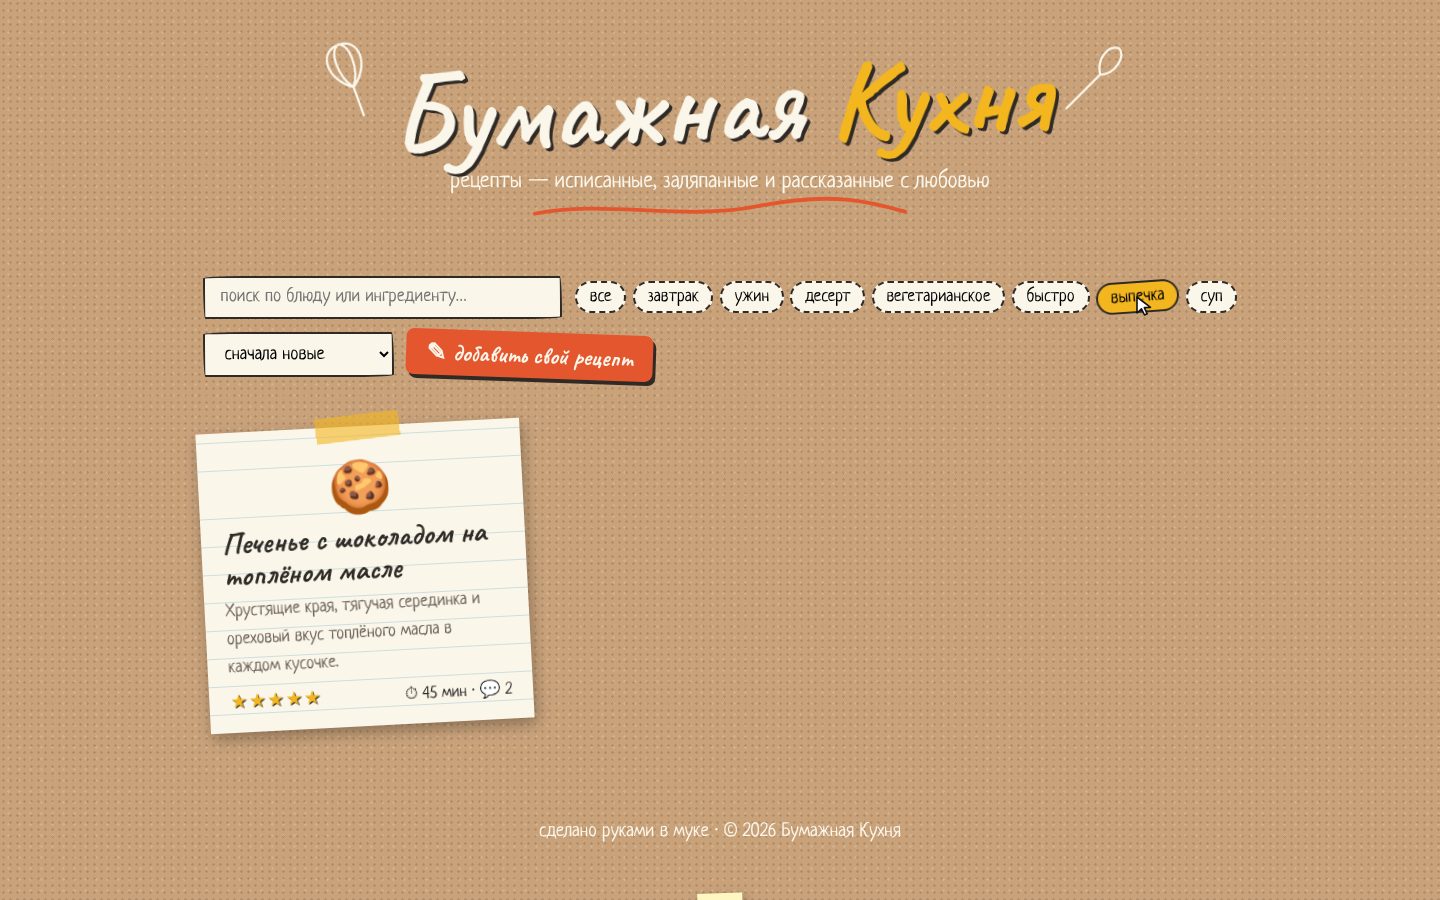 Бумажная Кухня
рецепты — исписанные, заляпанные и рассказанные с любовью
поиск по блюду или ингредиенту...
все
завтрак
ужин
десерт
вегетарианское
быстро
выпечка
суп
сначала новые
✎ добавить свой рецепт
Печенье с шоколадом на
топлёном масле
Хрустящие края, тягучая серединка и
ореховый вкус топлёного масла в
каждом кусочке.
★★★★★
⏱ 45 мин · 💬 2
сделано руками в муке · © 2026 Бумажная Кухня